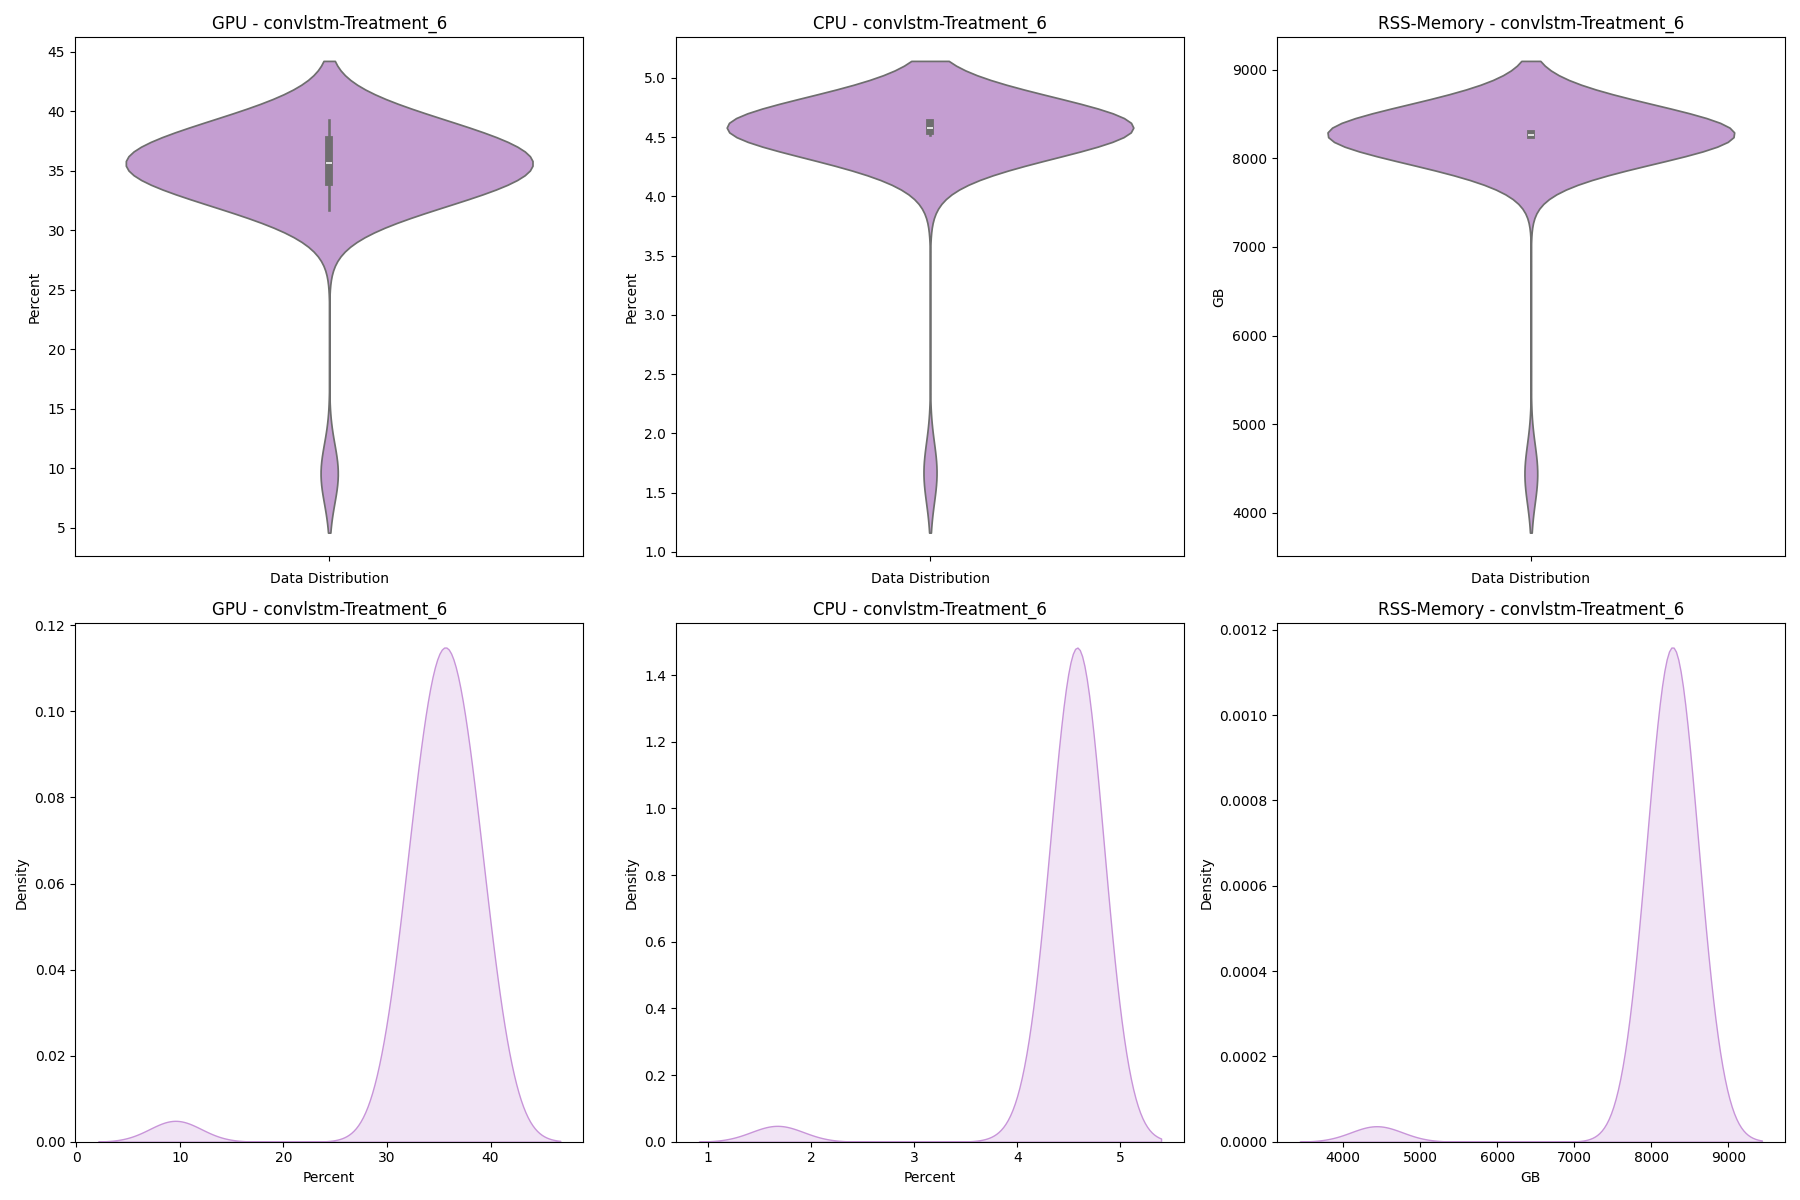 GPU - convlstm-Treatment_6
45
40
35
30
25
20
15
10
5
Percent
Data Distribution
CPU - convlstm-Treatment_6
5.0
4.5
4.0
3.5
3.0
2.5
2.0
1.5
1.0
Percent
Data Distribution
RSS-Memory - convlstm-Treatment_6
9000
8000
7000
6000
5000
4000
GB
Data Distribution
GPU - convlstm-Treatment_6
0.12
0.10
0.08
0.06
0.04
0.02
0.00
Density
0 10 20 30 40
Percent
CPU - convlstm-Treatment_6
1.4
1.2
1.0
0.8
0.6
0.4
0.2
0.0
Density
1 2 3 4 5
Percent
RSS-Memory - convlstm-Treatment_6
0.0012
0.0010
0.0008
0.0006
0.0004
0.0002
0.0000
Density
4000 5000 6000 7000 8000 9000
GB